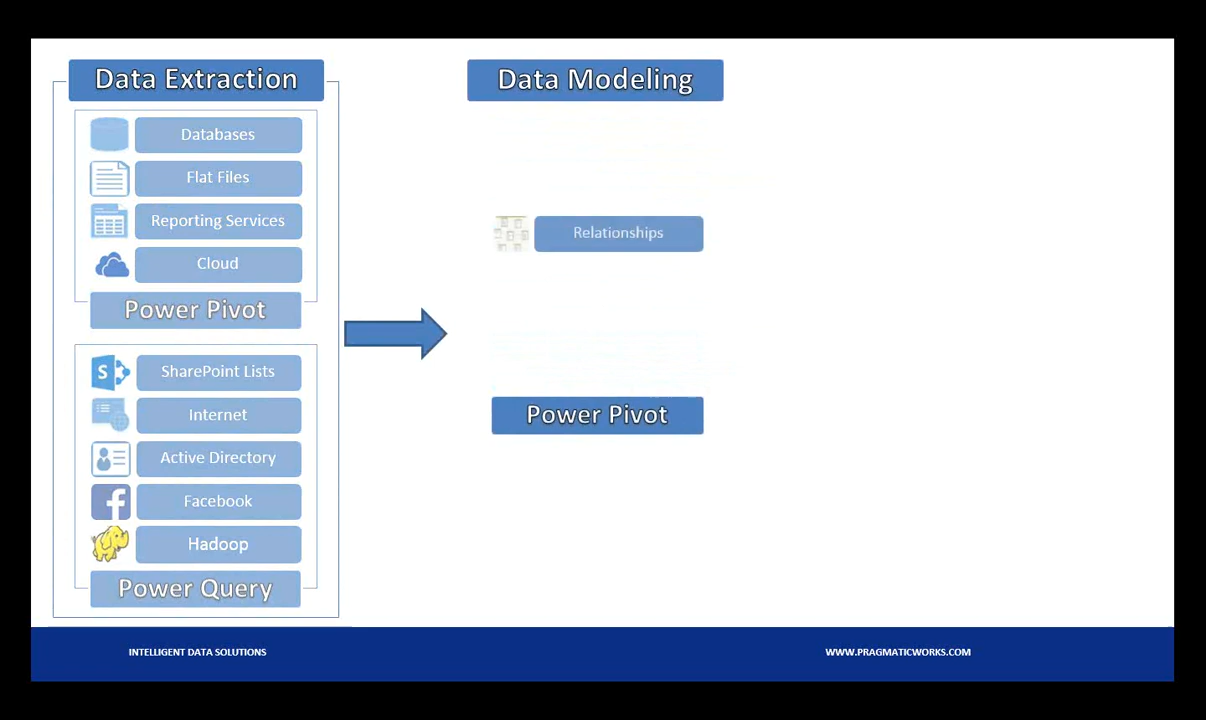 Data Extraction
Databases
Flat Files
Reporting Services
Cloud
Power Pivot
S
SharePoint Lists
Internet
Active Directory
f
Facebook
Hadoop
Power Query
Data Modeling
Relationships
Power Pivot
INTELLIGENT DATA SOLUTIONS
WWW.PRAGMATICWORKS.COM